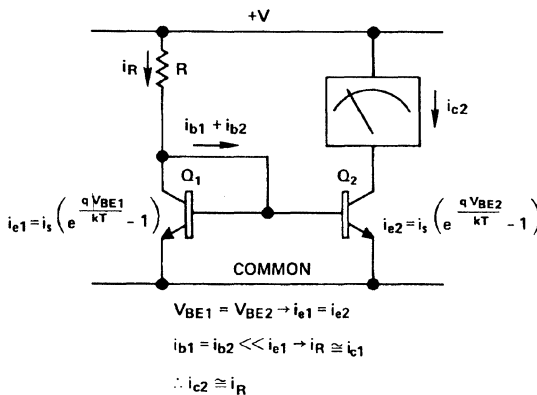 +V
iR R
ic2
ib1 + ib2
Q1
Q2
ie1 = is ( e qVBE1/kT - 1 )
ie2 = is ( e qVBE2/kT - 1 )
COMMON
VBE1 = VBE2 → ie1 = ie2
ib1 = ib2 << ie1 → iR ≅ ic1
∴ ic2 ≅ iR